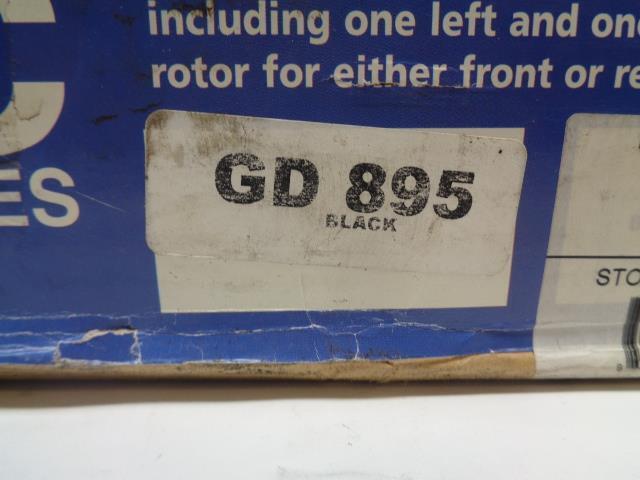 including one left and one
rotor for either front or re
C
ES
GD 895
BLACK
STO